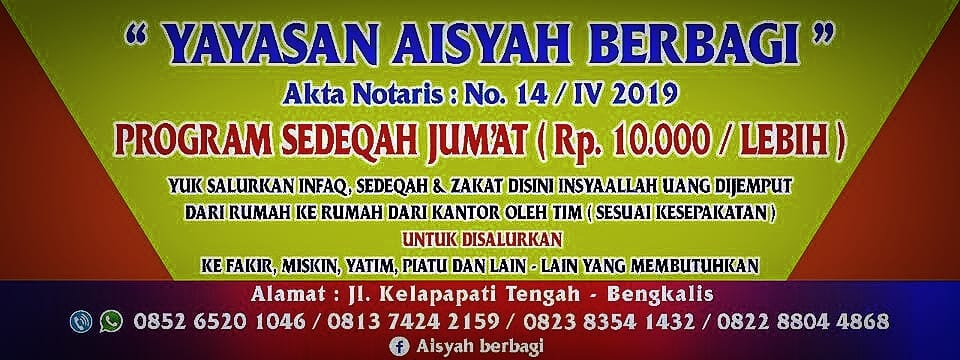 “ YAYASAN AISYAH BERBAGI ”
Akta Notaris : No. 14 / IV 2019
PROGRAM SEDEQAH JUM'AT ( Rp. 10.000 / LEBIH )
YUK SALURKAN INFAQ, SEDEQAH & ZAKAT DISINI INSYAALLAH UANG DIJEMPUT
DARI RUMAH KE RUMAH DARI KANTOR OLEH TIM ( SESUAI KESEPAKATAN )
UNTUK DISALURKAN
KE FAKIR, MISKIN, YATIM, PIATU DAN LAIN - LAIN YANG MEMBUTUHKAN
Alamat : Jl. Kelapapati Tengah - Bengkalis
0852 6520 1046 / 0813 7424 2159 / 0823 8354 1432 / 0822 8804 4868
Aisyah berbagi